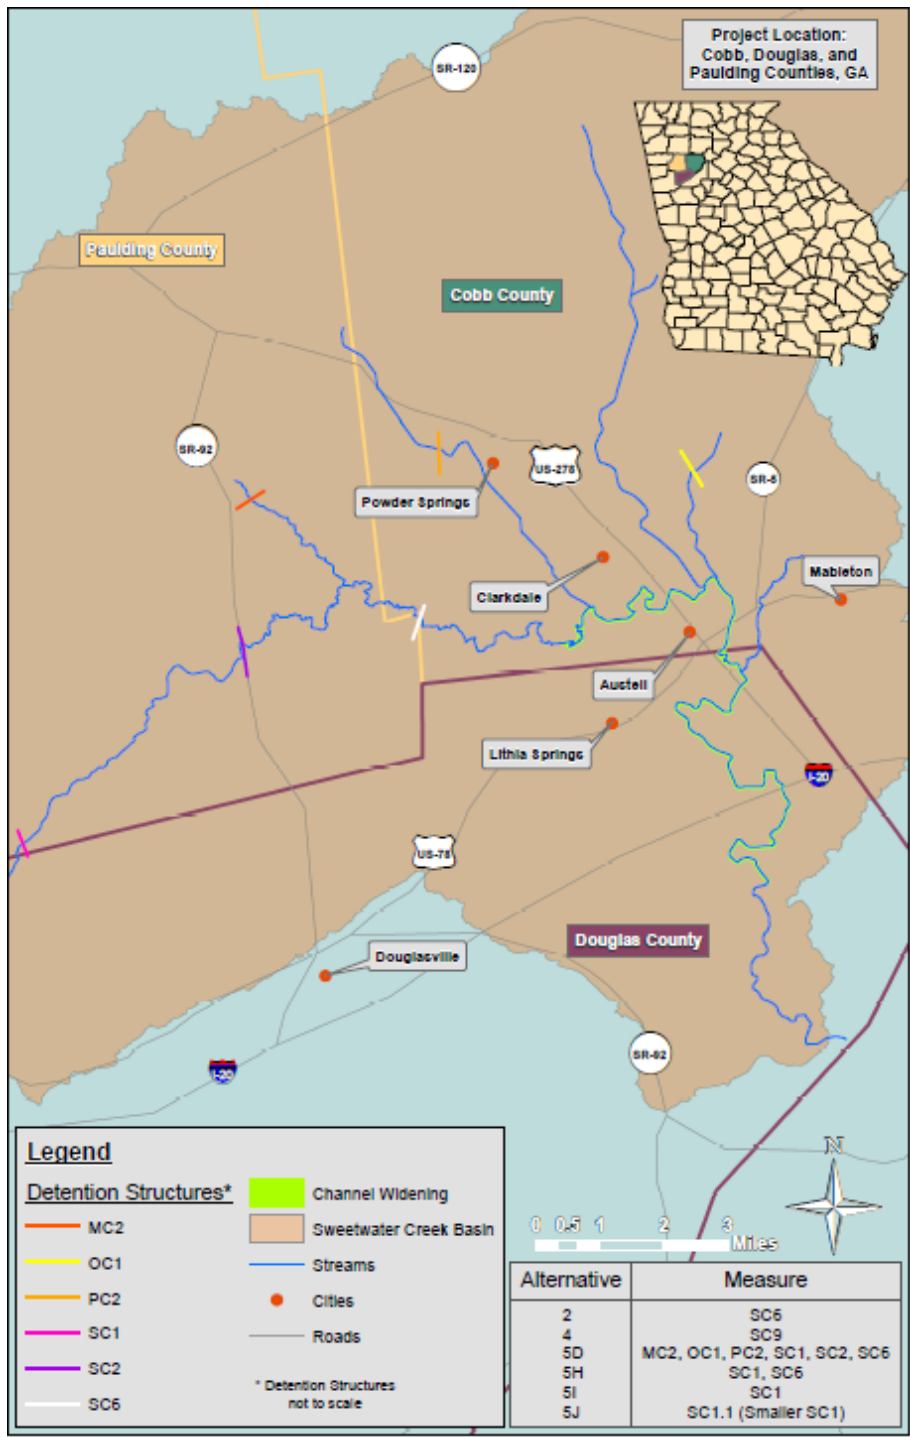 Project Location:
Cobb, Douglas, and
Paulding Counties, GA
SR-120
Paulding County
Cobb County
SR-92
US-278
SR-6
Powder Springs
Mableton
Clarkdale
Austell
Lithia Springs
I-20
US-78
Douglas County
Douglasville
SR-92
I-20
N
0 0.5 1 2 3
Miles
Legend
Detention Structures*
MC2
OC1
PC2
SC1
SC2
SC6
Channel Widening
Sweetwater Creek Basin
Streams
Cities
Roads
* Detention Structures
not to scale
Alternative Measure
2 SC6
4 SC9
5D MC2, OC1, PC2, SC1, SC2, SC6
5H SC1, SC6
5I SC1
5J SC1.1 (Smaller SC1)